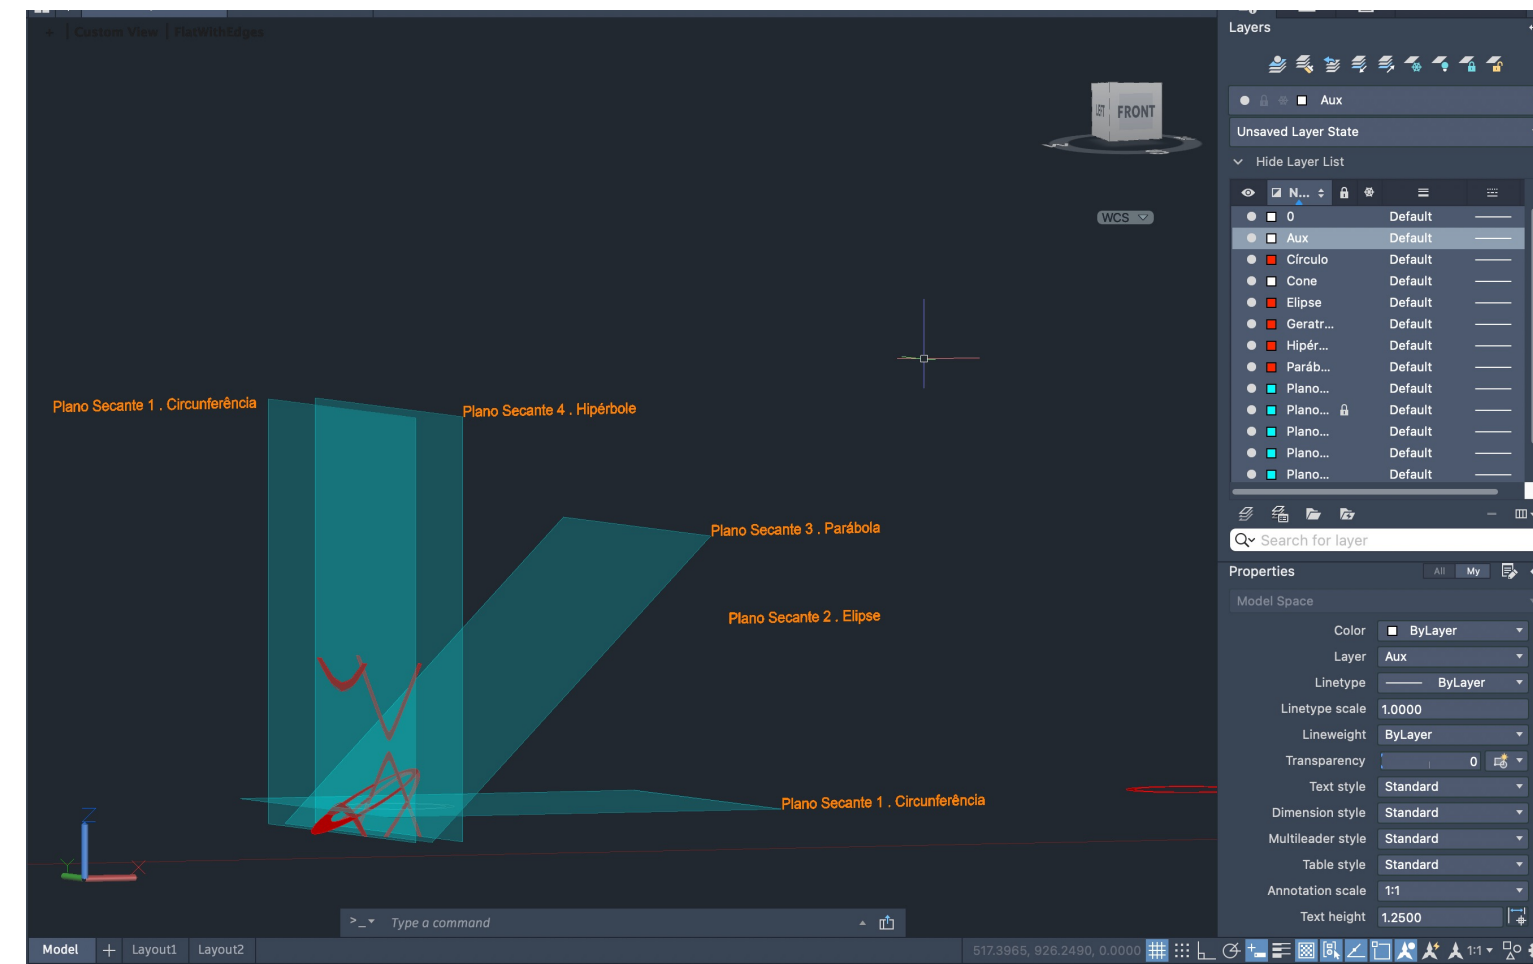 + | Custom View | FlatWithEdges
Layers
Aux
Unsaved Layer State
Hide Layer List
N...
0 Default
Aux Default
Círculo Default
Cone Default
Elipse Default
Geratr... Default
Hipér... Default
Paráb... Default
Plano... Default
Plano... Default
Plano... Default
Plano... Default
Plano... Default
Search for layer
Properties All My
Model Space
Color ByLayer
Layer Aux
Linetype ByLayer
Linetype scale 1.0000
Lineweight ByLayer
Transparency 0
Text style Standard
Dimension style Standard
Multileader style Standard
Table style Standard
Annotation scale 1:1
Text height 1.2500
LEFT FRONT
WCS
Plano Secante 1 . Circunferência
Plano Secante 4 . Hipérbole
Plano Secante 3 . Parábola
Plano Secante 2 . Elipse
Plano Secante 1 . Circunferência
Z
Y
X
>_ Type a command
Model + Layout1 Layout2
517.3965, 926.2490, 0.0000
1:1